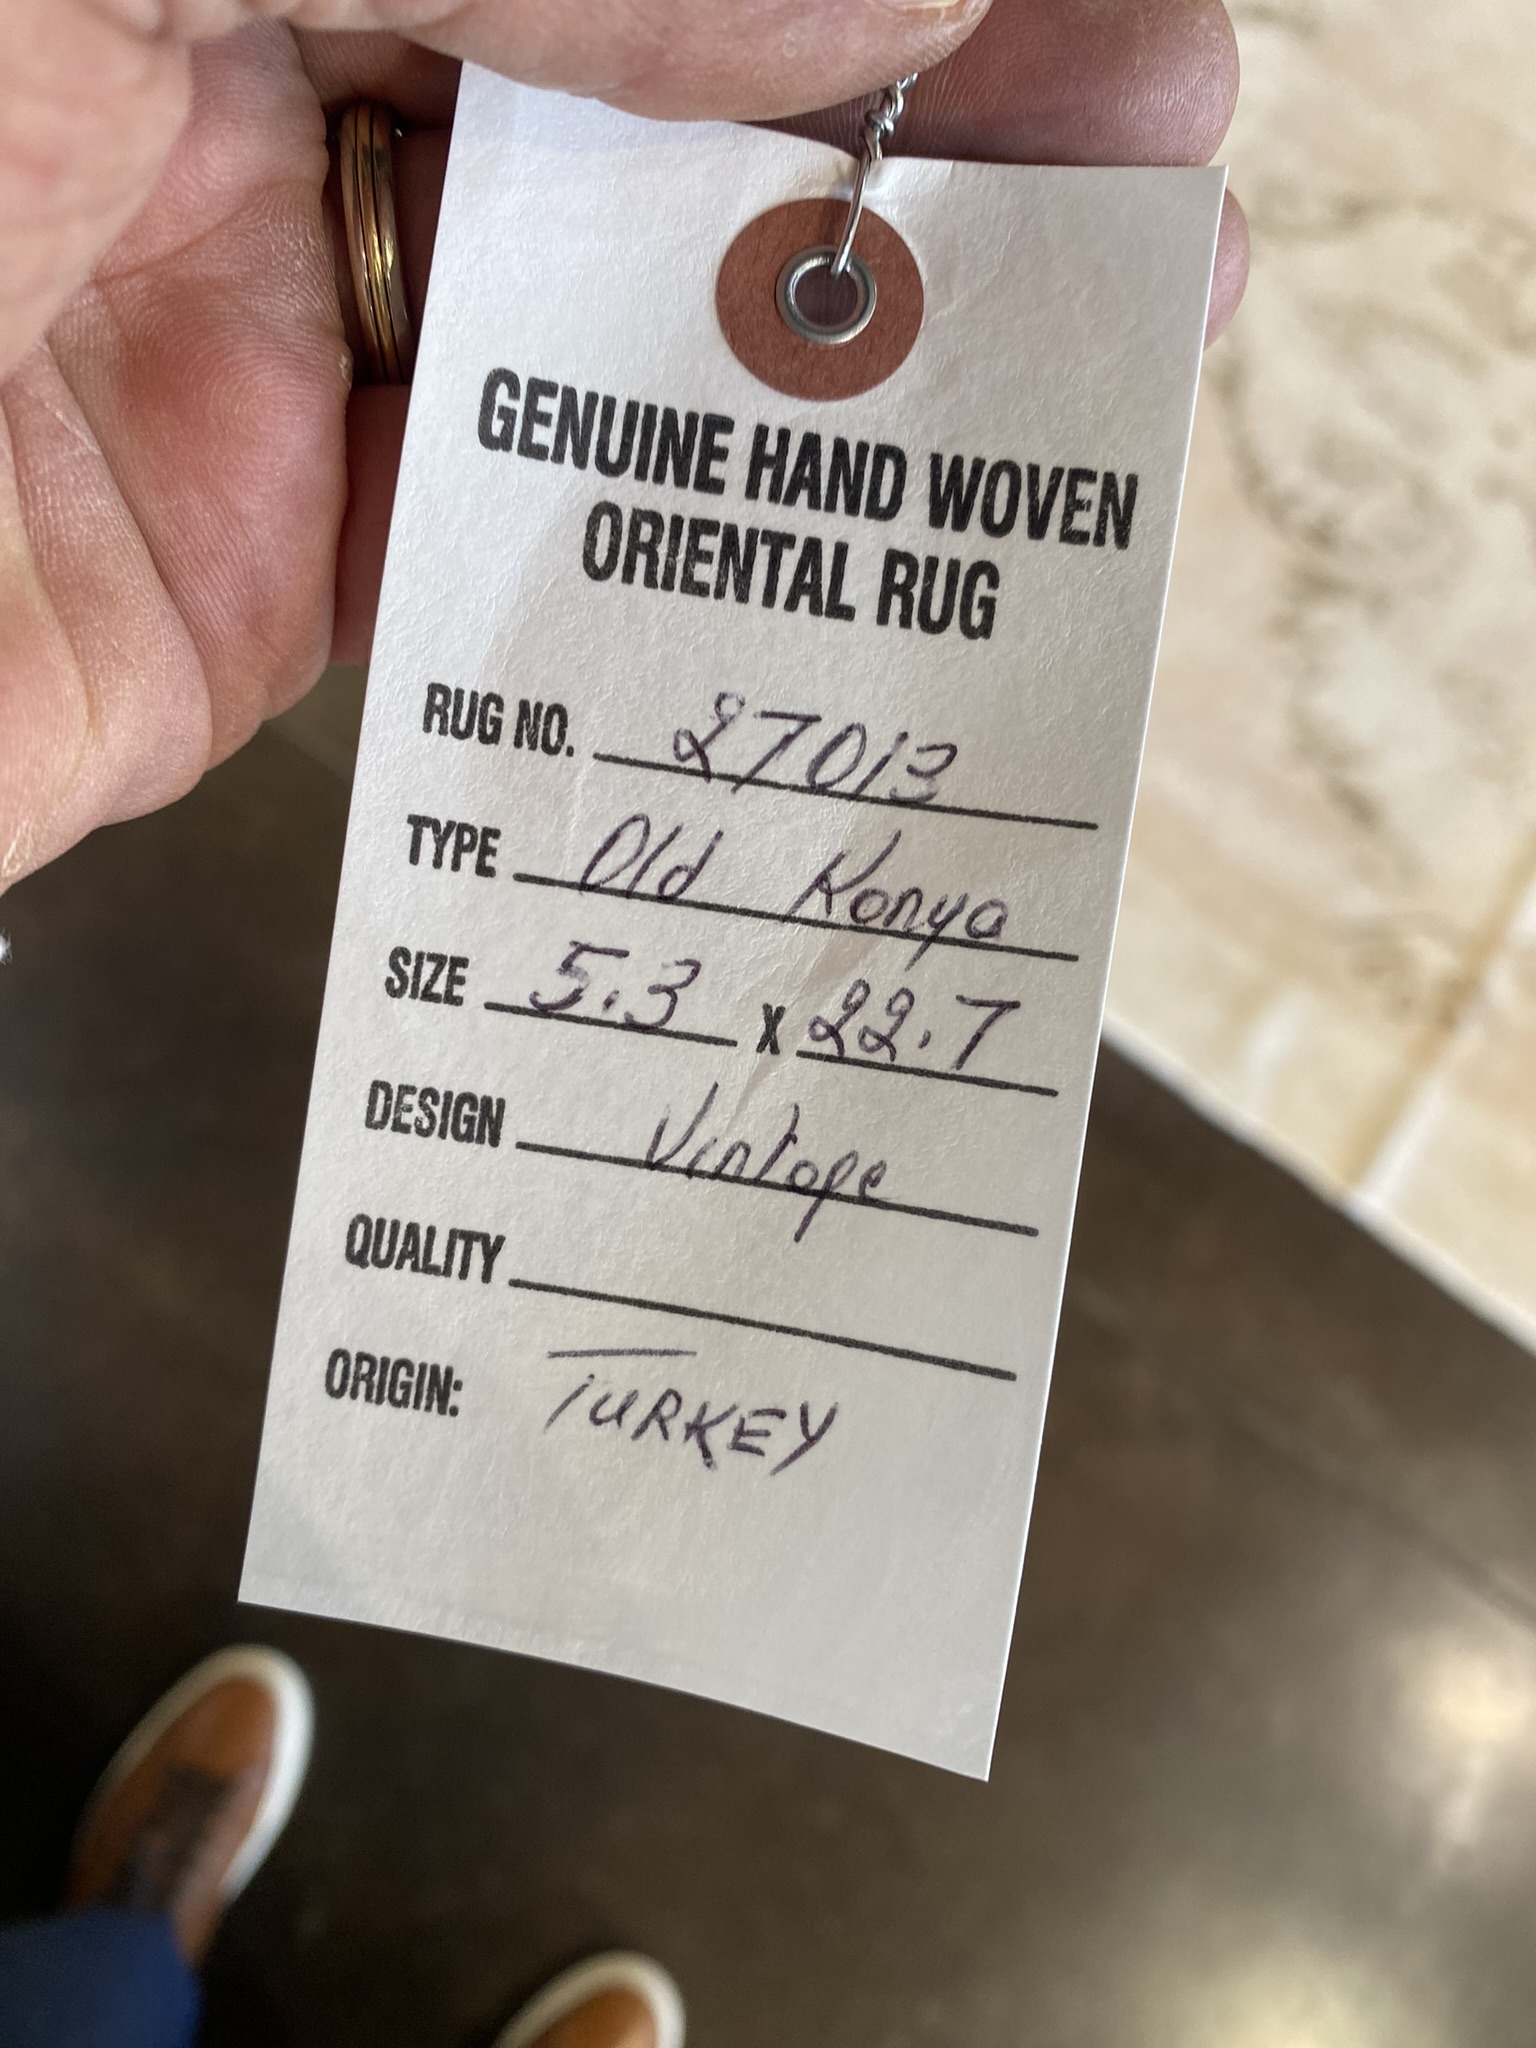 GENUINE HAND WOVEN
ORIENTAL RUG
RUG NO. 27013
TYPE Old Konya
SIZE 5.3 X 22.7
DESIGN Vintage
QUALITY
ORIGIN: TURKEY